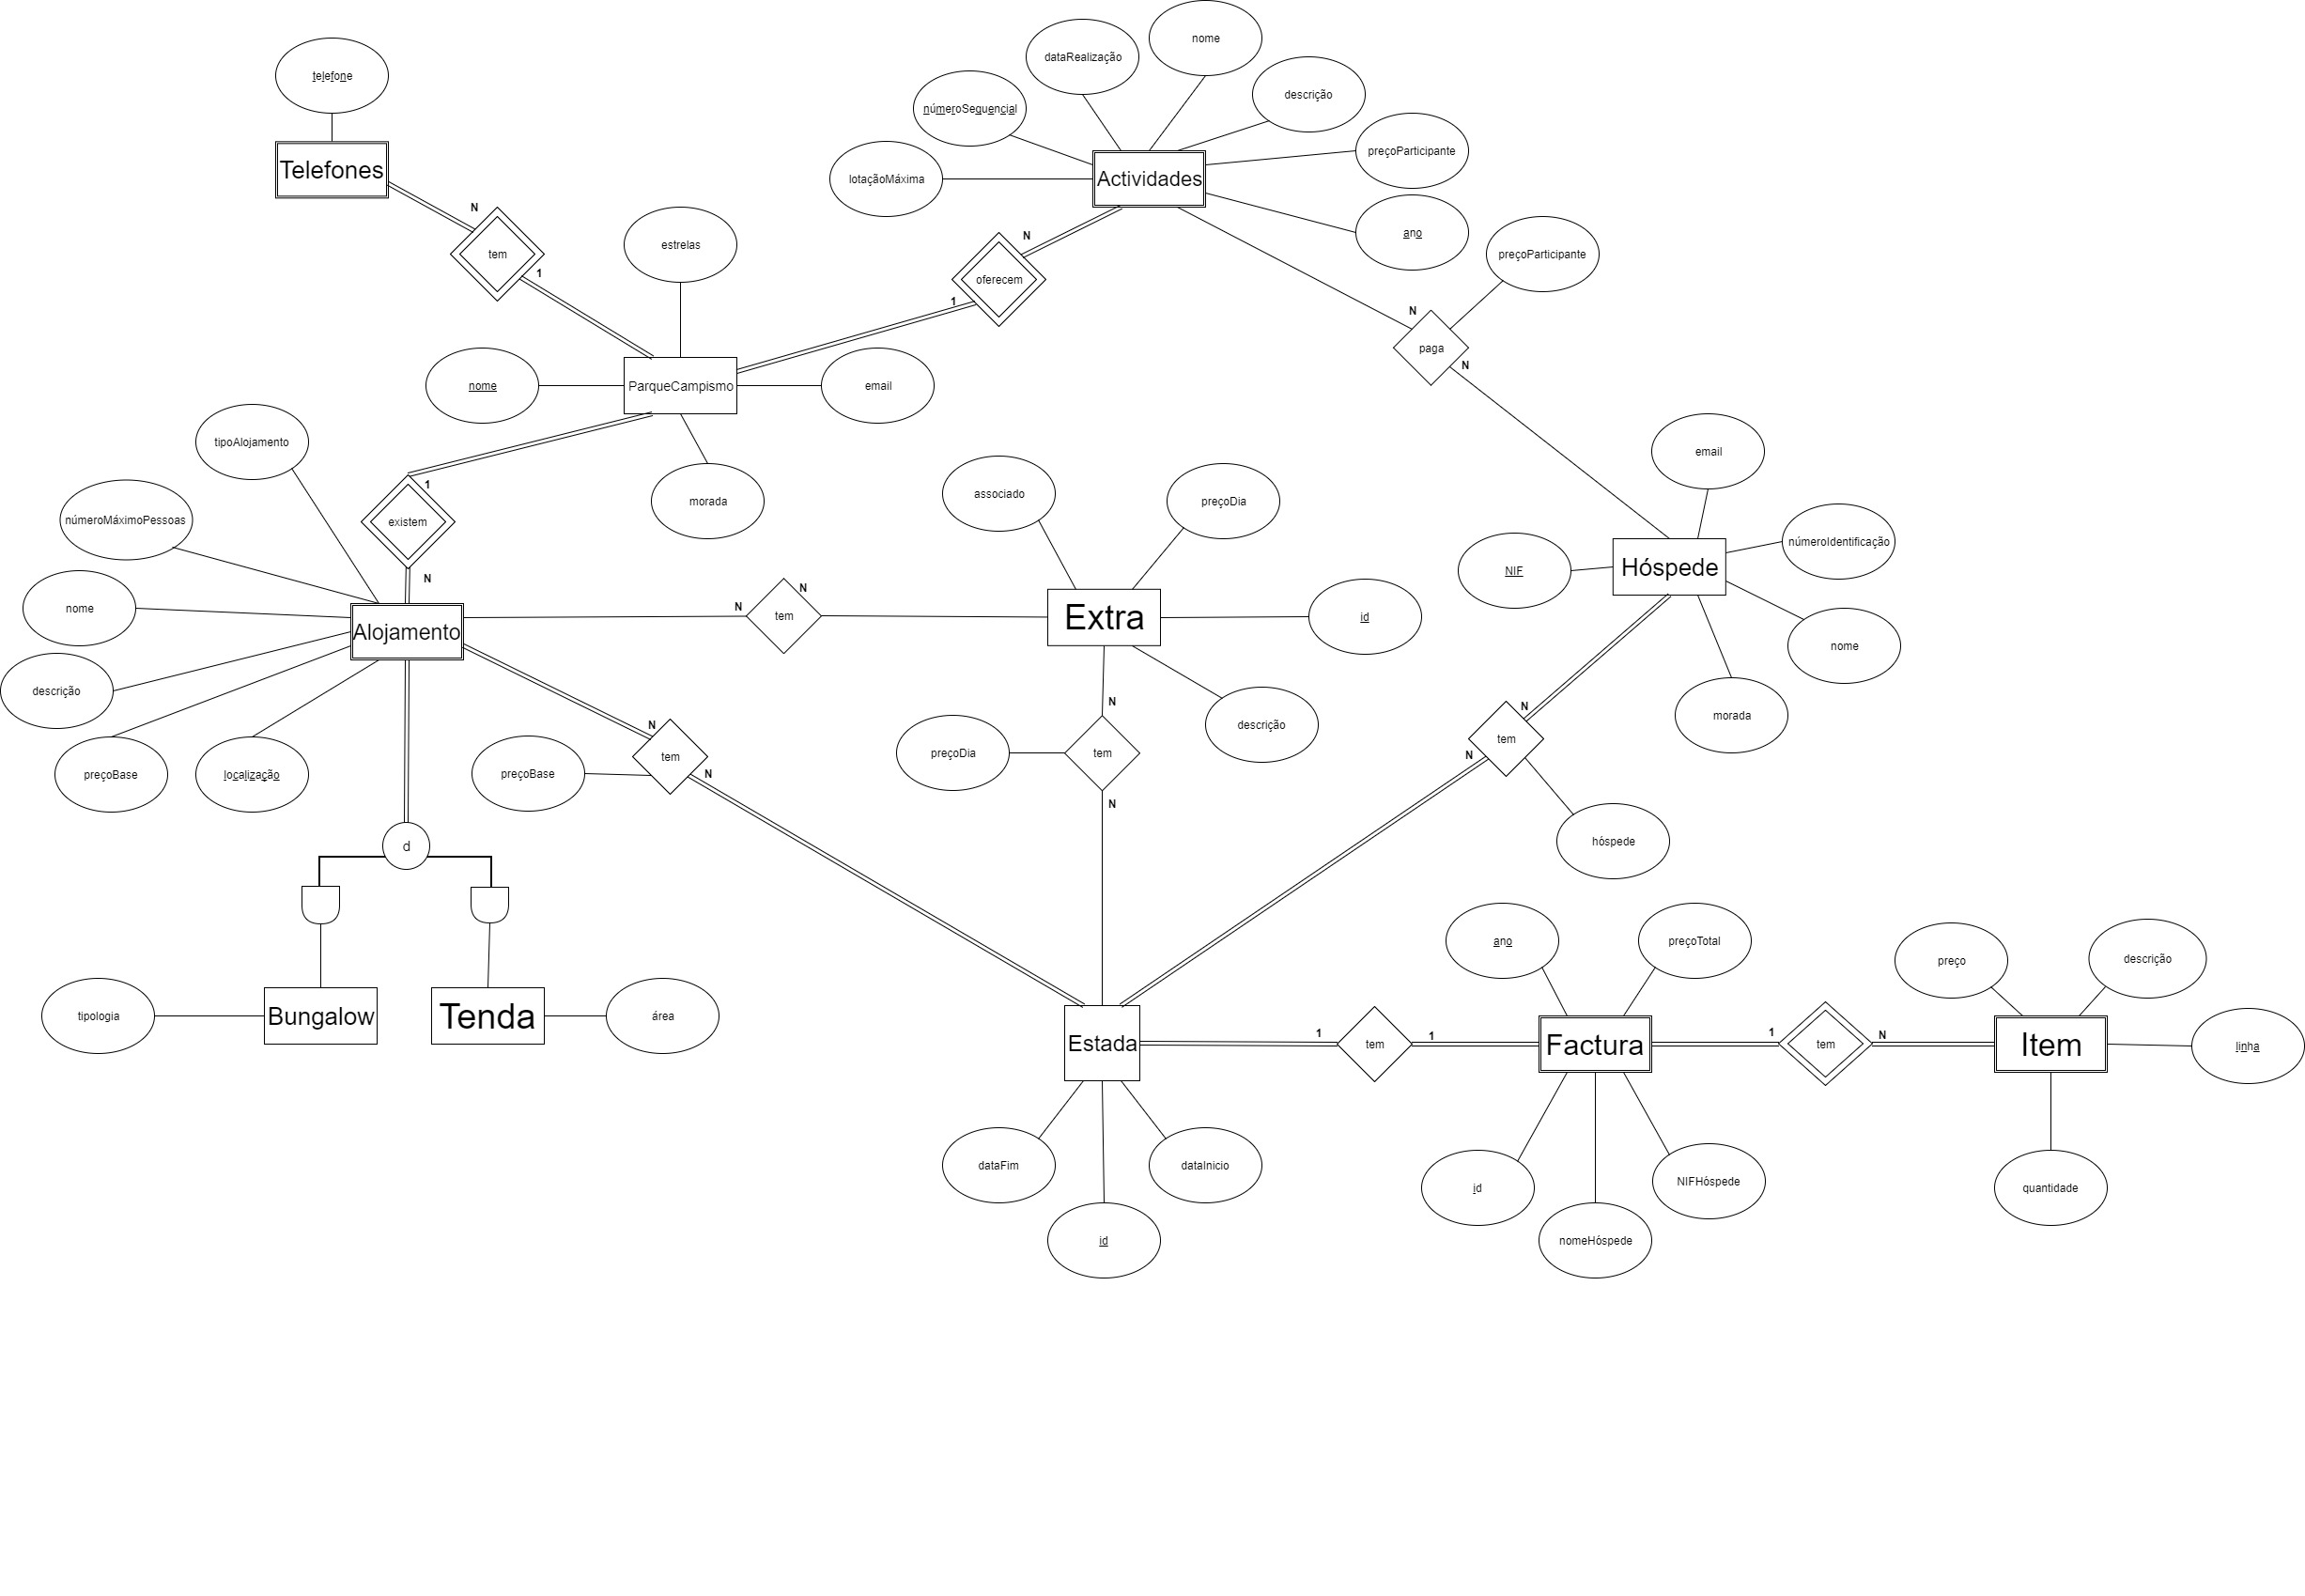 nome
dataRealização
telefone
descrição
númeroSequencial
preçoParticipante
Telefones
Actividades
lotaçãoMáxima
N
ano
N
estrelas
preçoParticipante
tem
1
oferecem
1
N
paga
N
nome
ParqueCampismo
email
tipoAlojamento
email
1
associado
preçoDia
morada
númeroMáximoPessoas
existem
númeroIdentificação
Hóspede
NIF
N
N
nome
N
tem
Extra
id
Alojamento
nome
descrição
N
N
morada
descrição
N
tem
preçoDia
tem
N
preçoBase
localização
preçoBase
tem
N
N
hóspede
d
ano
preçoTotal
preço
descrição
tipologia
Bungalow
Tenda
área
Estada
1
tem
1
Factura
1
tem
N
Item
linha
dataFim
dataInicio
id
NIFHóspede
quantidade
id
nomeHóspede